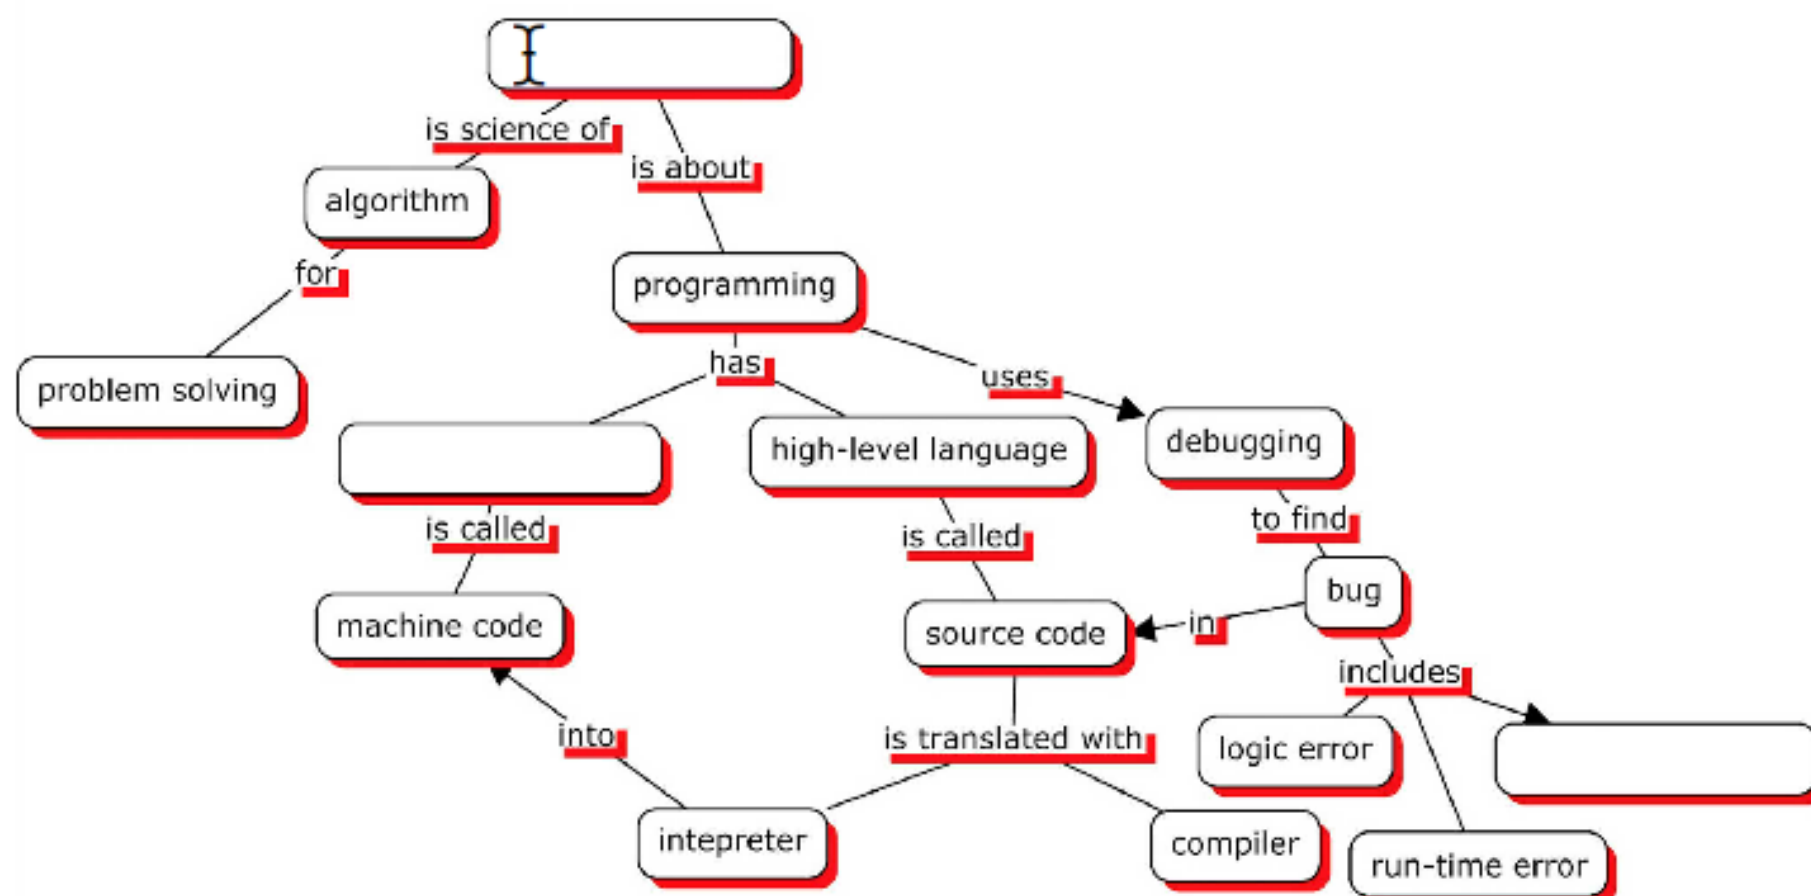 is science of
is about
algorithm
for
programming
problem solving
has
uses
high-level language
debugging
is called
is called
to find
machine code
source code
in
bug
includes
into
is translated with
logic error
intepreter
compiler
run-time error